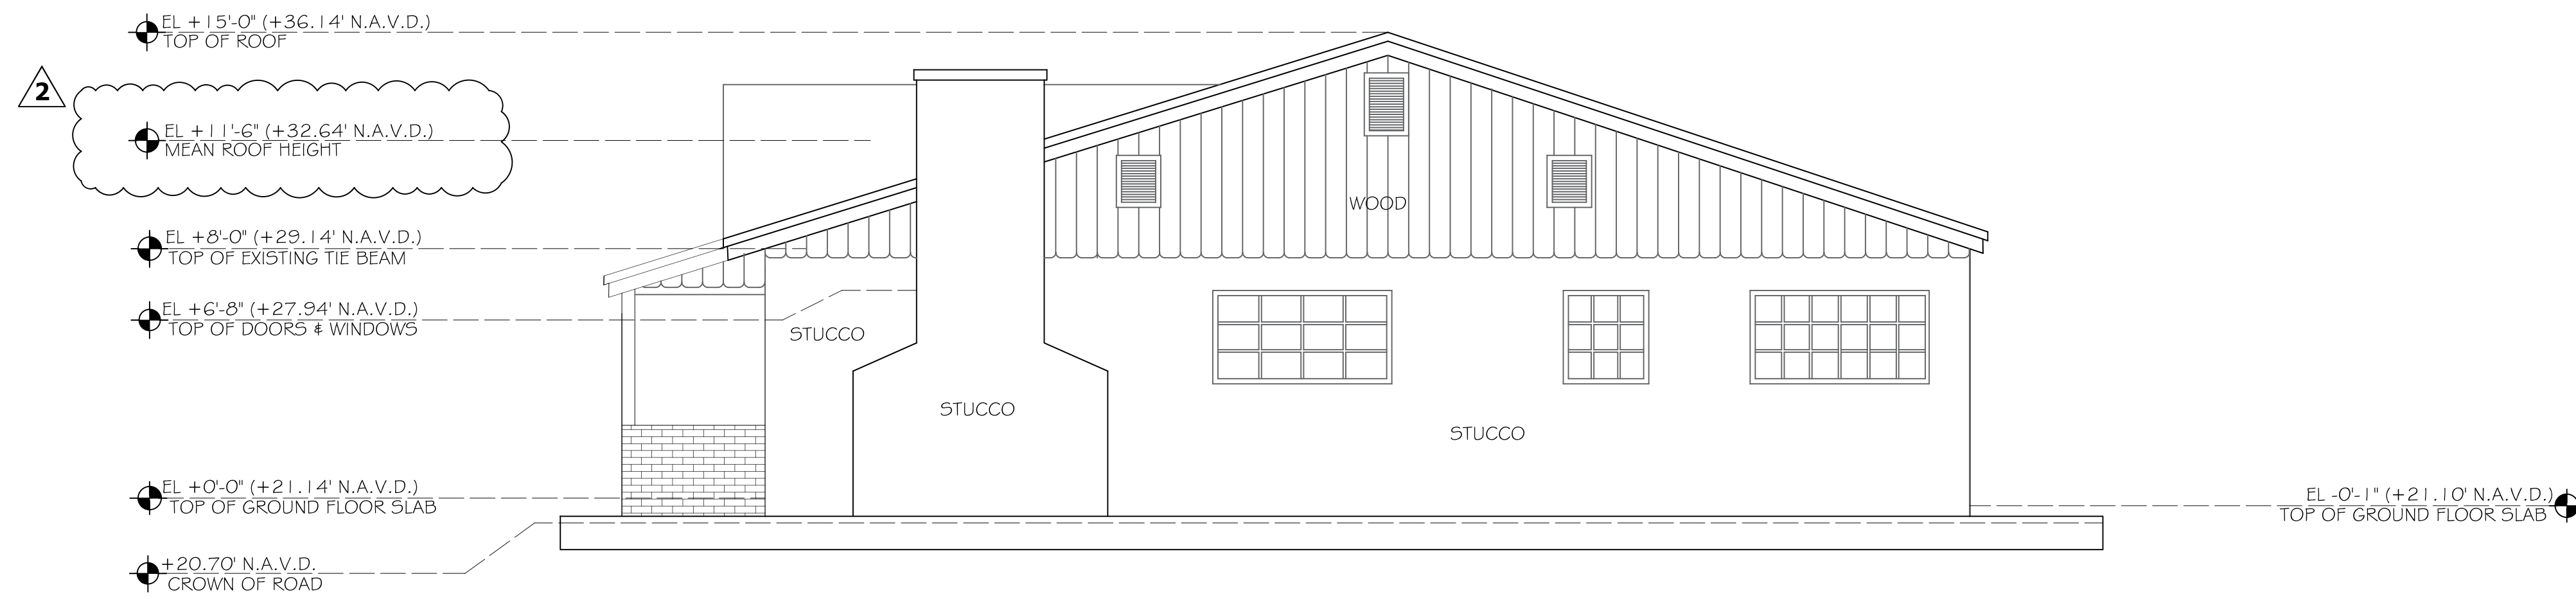 EL +15'-0" (+36.14' N.A.V.D.)
TOP OF ROOF
2
EL +11'-6" (+32.64' N.A.V.D.)
MEAN ROOF HEIGHT
WOOD
EL +8'-0" (+29.14' N.A.V.D.)
TOP OF EXISTING TIE BEAM
EL +6'-8" (+27.94' N.A.V.D.)
TOP OF DOORS & WINDOWS
STUCCO
STUCCO
STUCCO
EL +0'-0" (+21.14' N.A.V.D.)
TOP OF GROUND FLOOR SLAB
EL -0'-1" (+21.10' N.A.V.D.)
TOP OF GROUND FLOOR SLAB
+20.70' N.A.V.D.
CROWN OF ROAD